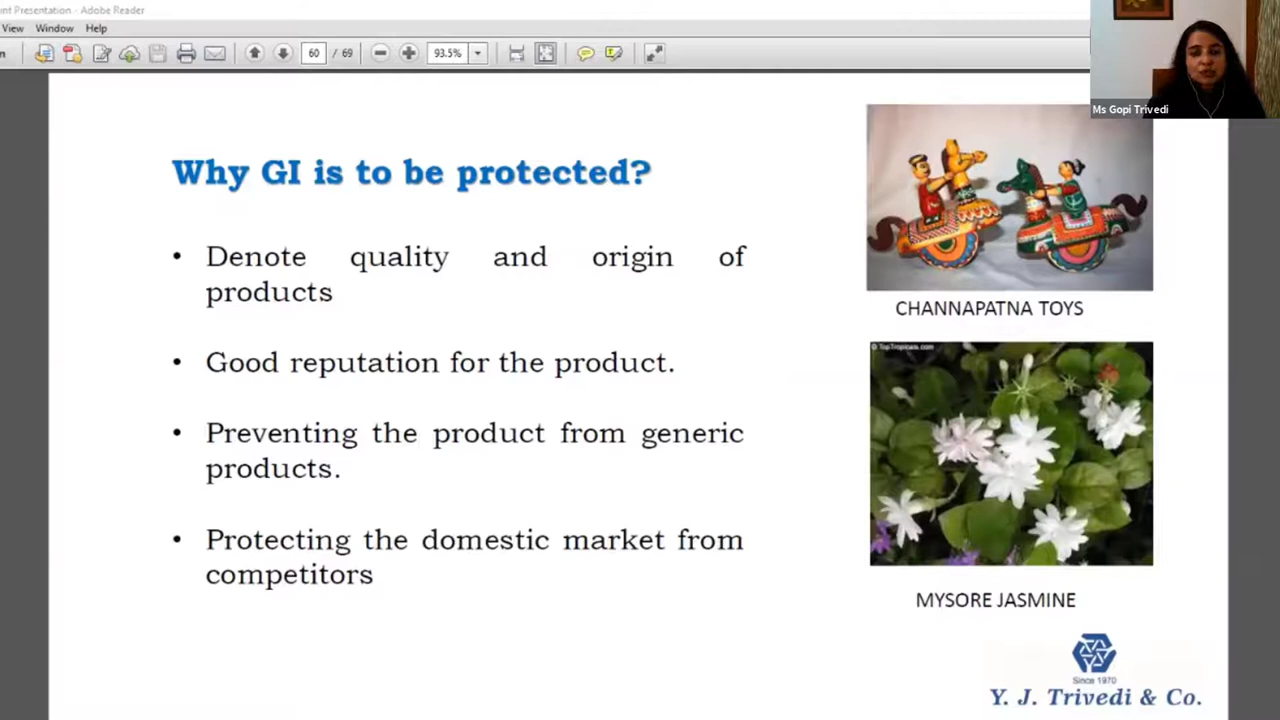 nt Presentation - Adobe Reader
View Window Help
60 / 69 93.5%
Ms Gopi Trivedi
Why GI is to be protected?
• Denote quality and origin of
products
• Good reputation for the product.
• Preventing the product from generic
products.
• Protecting the domestic market from
competitors
CHANNAPATNA TOYS
© TopTropicals.com
MYSORE JASMINE
Since 1970
Y. J. Trivedi & Co.